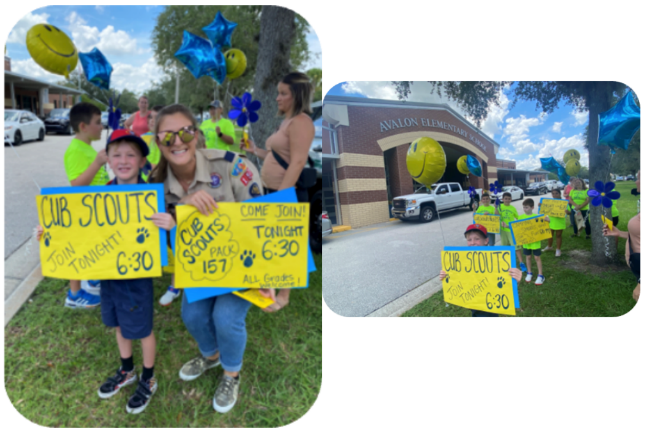 CUB SCOUTS
JOIN TONIGHT!
6:30
CUB
SCOUTS
PACK
157
COME JOIN!
TONIGHT
6:30
ALL Grades
Welcome!
AVALON ELEMENTARY SCHOOL
CUB SCOUTS
JOIN
TONIGHT!
6:30